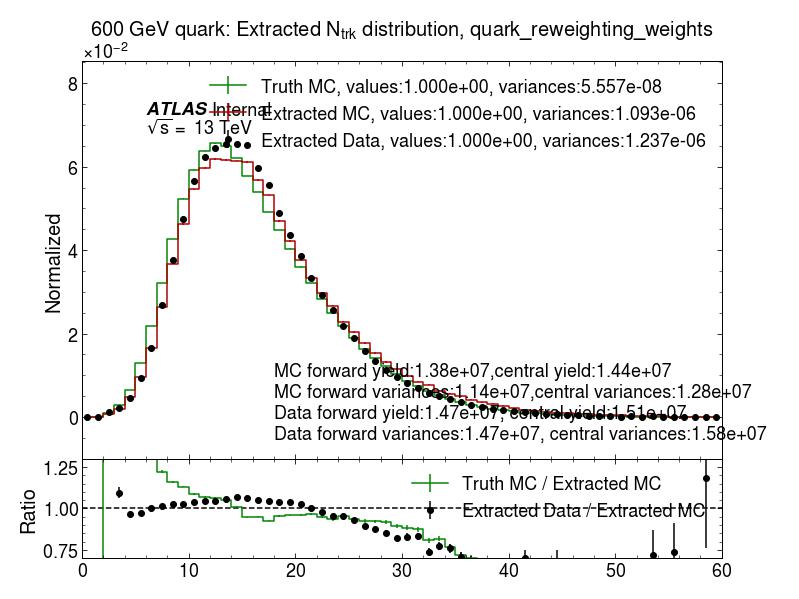 600 GeV quark: Extracted Ntrk distribution, quark_reweighting_weights
×10−2
Truth MC, values:1.000e+00, variances:5.557e-08
ATLAS Internal
Extracted MC, values:1.000e+00, variances:1.093e-06
√s = 13 TeV
Extracted Data, values:1.000e+00, variances:1.237e-06
Normalized
8
6
4
2
0
MC forward yield:1.38e+07,central yield:1.44e+07
MC forward variances:1.14e+07,central variances:1.28e+07
Data forward yield:1.47e+07, central yield:1.51e+07
Data forward variances:1.47e+07, central variances:1.58e+07
Ratio
1.25
1.00
0.75
Truth MC / Extracted MC
Extracted Data / Extracted MC
0 10 20 30 40 50 60